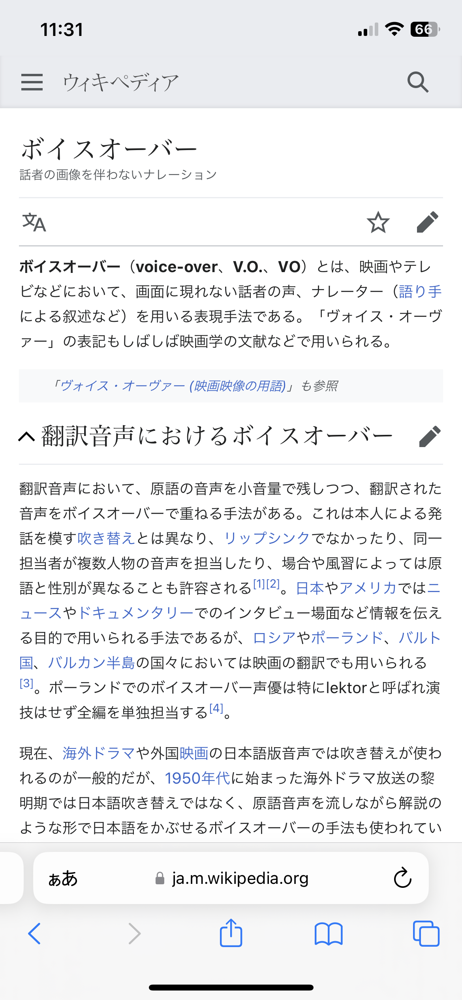 11:31
66
ウィキペディア
ボイスオーバー
話者の画像を伴わないナレーション
文A
ボイスオーバー（voice-over、V.O.、VO）とは、映画やテレ
ビなどにおいて、画面に現れない話者の声、ナレーター（語り手
による叙述など）を用いる表現手法である。「ヴォイス・オーヴ
ァー」の表記もしばしば映画学の文献などで用いられる。
「ヴォイス・オーヴァー (映画映像の用語)」も参照
翻訳音声におけるボイスオーバー
翻訳音声において、原語の音声を小音量で残しつつ、翻訳された
音声をボイスオーバーで重ねる手法がある。これは本人による発
話を模す吹き替えとは異なり、リップシンクでなかったり、同一
担当者が複数人物の音声を担当したり、場合や風習によっては原
語と性別が異なることも許容される[1][2]。日本やアメリカではニ
ュースやドキュメンタリーでのインタビュー場面など情報を伝え
る目的で用いられる手法であるが、ロシアやポーランド、バルト
国、バルカン半島の国々においては映画の翻訳でも用いられる
[3]。ポーランドでのボイスオーバー声優は特にlektorと呼ばれ演
技はせず全編を単独担当する[4]。
現在、海外ドラマや外国映画の日本語版音声では吹き替えが使わ
れるのが一般的だが、1950年代に始まった海外ドラマ放送の黎
明期では日本語吹き替えではなく、原語音声を流しながら解説の
ような形で日本語をかぶせるボイスオーバーの手法も使われてい
ぁあ
ja.m.wikipedia.org